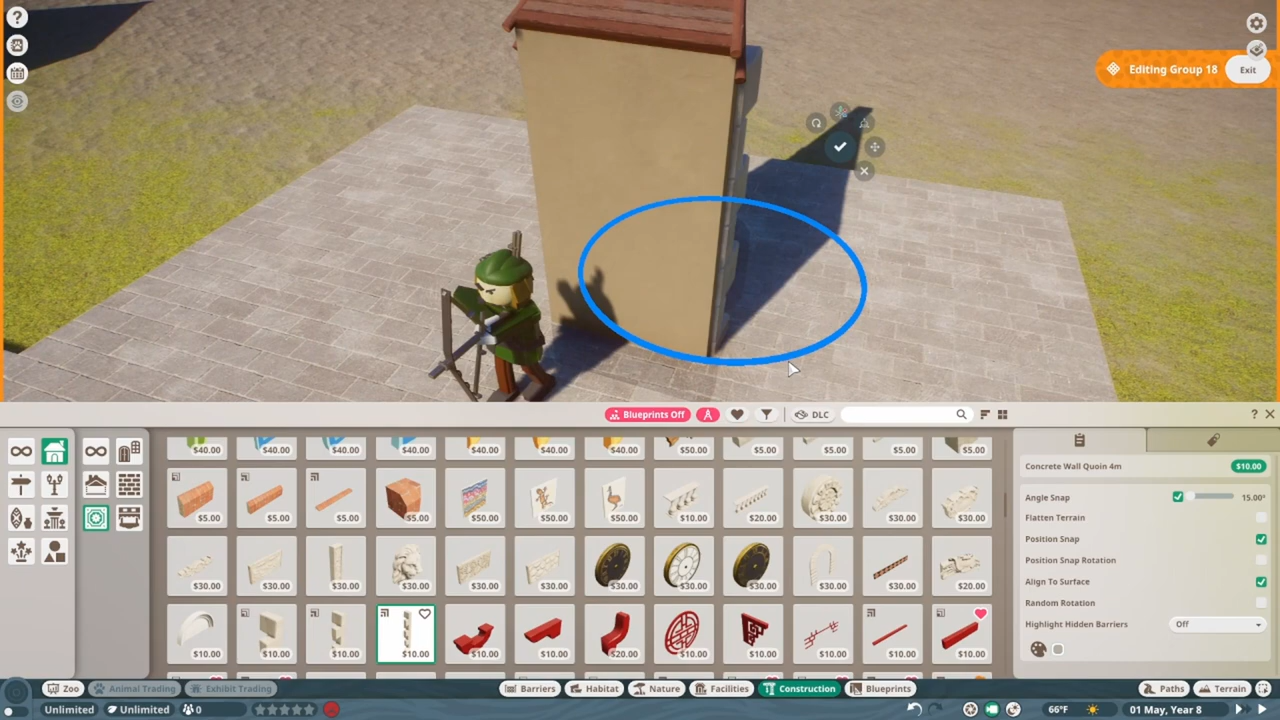 ?
Editing Group 18
Exit
Blueprints Off
DLC
?
$40.00 $40.00 $40.00 $40.00 $40.00 $40.00 $40.00 $50.00 $5.00 $5.00 $5.00 $5.00
$5.00 $5.00 $5.00 $5.00 $50.00 $50.00 $50.00 $10.00 $20.00 $30.00 $30.00 $30.00
$30.00 $30.00 $30.00 $30.00 $30.00 $30.00 $30.00 $30.00 $30.00 $30.00 $30.00 $20.00
$10.00 $10.00 $10.00 $10.00 $10.00 $10.00 $20.00 $10.00 $10.00 $10.00 $10.00 $10.00
Concrete Wall Quoin 4m
$10.00
Angle Snap
15.00°
Flatten Terrain
Position Snap
Position Snap Rotation
Align To Surface
Random Rotation
Highlight Hidden Barriers
Off
Zoo
Animal Trading
Exhibit Trading
Barriers
Habitat
Nature
Facilities
Construction
Blueprints
Paths
Terrain
Unlimited
Unlimited
0
66°F
01 May, Year 8